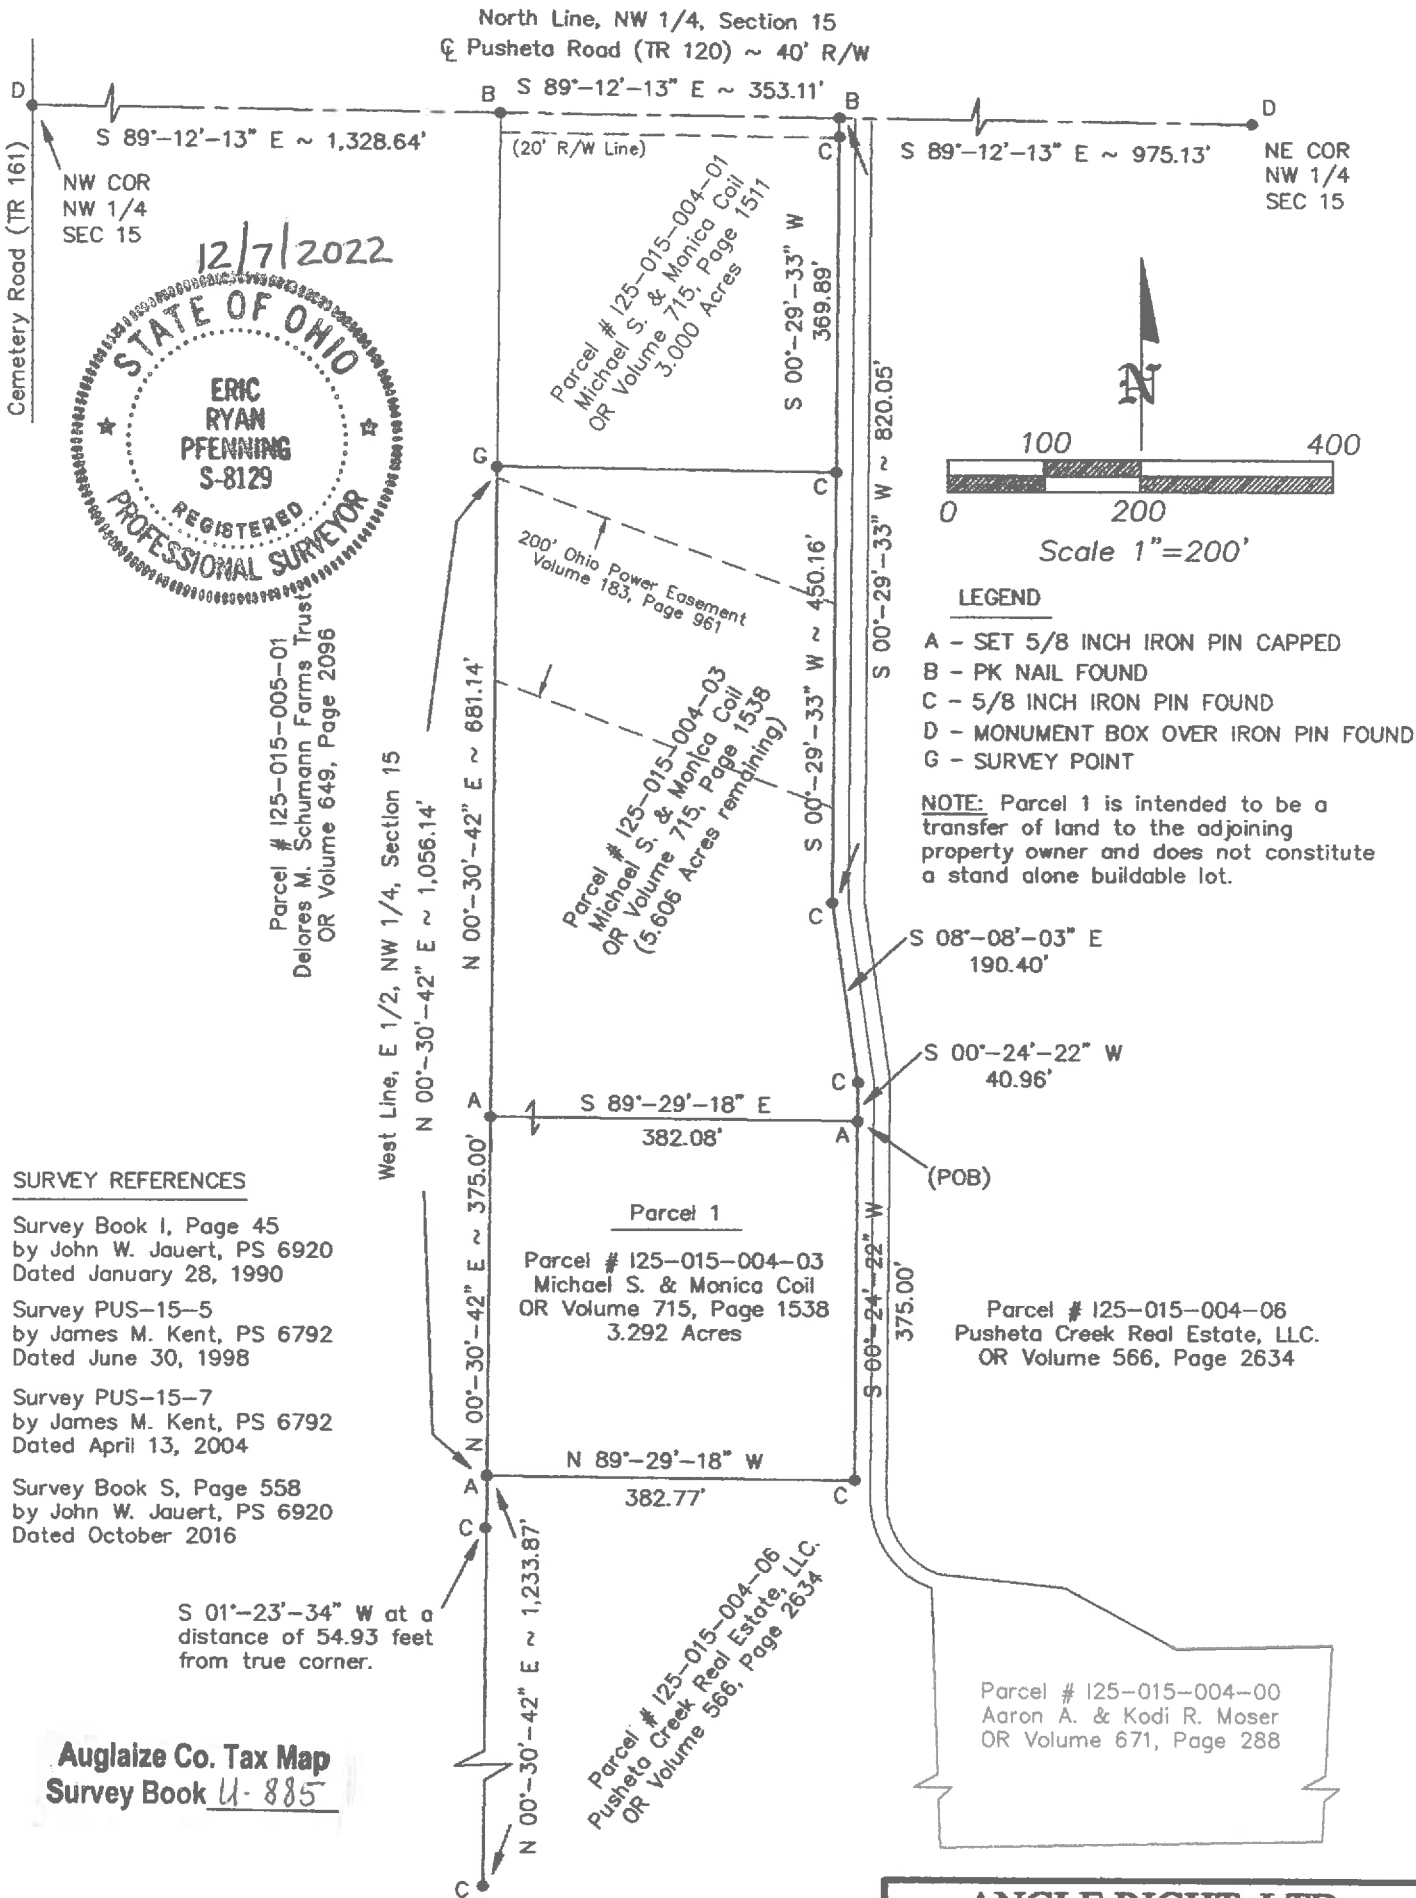 North Line, NW 1/4, Section 15
℄ Pusheta Road (TR 120) ~ 40' R/W
S 89°-12'-13" E ~ 353.11'
D
B
B
D
S 89°-12'-13" E ~ 1,328.64'
(20' R/W Line)
C
S 89°-12'-13" E ~ 975.13'
NW COR
NW 1/4
SEC 15
NE COR
NW 1/4
SEC 15
Cemetery Road (TR 161)
12/7/2022
STATE OF OHIO
ERIC
RYAN
PFENNING
S-8129
REGISTERED
PROFESSIONAL SURVEYOR
Parcel # I25-015-004-01
Michael S. & Monica Coil
OR Volume 715, Page 1511
3.000 Acres
S 00°-29'-33" W
369.89'
S 00°-29'-33" W ~ 820.05'
N
100
400
0
200
Scale 1"=200'
G
C
200' Ohio Power Easement
Volume 183, Page 961
S 00°-29'-33" W ~ 450.16'
LEGEND
A - SET 5/8 INCH IRON PIN CAPPED
B - PK NAIL FOUND
C - 5/8 INCH IRON PIN FOUND
D - MONUMENT BOX OVER IRON PIN FOUND
G - SURVEY POINT
NOTE: Parcel 1 is intended to be a
transfer of land to the adjoining
property owner and does not constitute
a stand alone buildable lot.
Parcel # I25-015-005-01
Delores M. Schumann Farms Trust
OR Volume 649, Page 2096
West Line, E 1/2, NW 1/4, Section 15
N 00°-30'-42" E ~ 1,056.14'
N 00°-30'-42" E ~ 681.14'
Parcel # I25-015-004-03
Michael S. & Monica Coil
OR Volume 715, Page 1538
(5.606 Acres remaining)
C
S 08°-08'-03" E
190.40'
S 00°-24'-22" W
40.96'
C
A
S 89°-29'-18" E
382.08'
A
(POB)
SURVEY REFERENCES
Survey Book I, Page 45
by John W. Jauert, PS 6920
Dated January 28, 1990
Survey PUS-15-5
by James M. Kent, PS 6792
Dated June 30, 1998
Survey PUS-15-7
by James M. Kent, PS 6792
Dated April 13, 2004
Survey Book S, Page 558
by John W. Jauert, PS 6920
Dated October 2016
N 00°-30'-42" E ~ 375.00'
Parcel 1
Parcel # I25-015-004-03
Michael S. & Monica Coil
OR Volume 715, Page 1538
3.292 Acres
S 00°-24'-22" W
375.00'
Parcel # I25-015-004-06
Pusheta Creek Real Estate, LLC.
OR Volume 566, Page 2634
N 89°-29'-18" W
382.77'
A
C
C
S 01°-23'-34" W at a
distance of 54.93 feet
from true corner.
N 00°-30'-42" E ~ 1,233.87'
Parcel # I25-015-004-06
Pusheta Creek Real Estate, LLC.
OR Volume 566, Page 2634
Parcel # I25-015-004-00
Aaron A. & Kodi R. Moser
OR Volume 671, Page 288
Auglaize Co. Tax Map
Survey Book U-885
C
ANGLE RIGHT, LTD